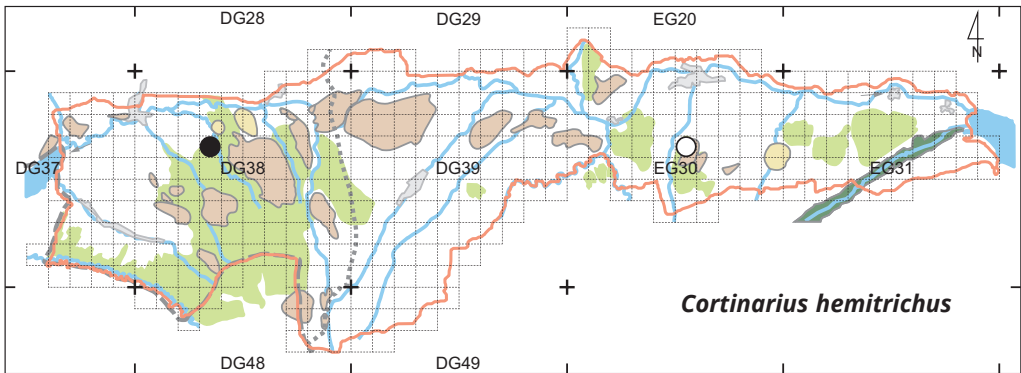 DG28 DG29 EG20
N
DG37 DG38 DG39 EG30 EG31
Cortinarius hemitrichus
DG48 DG49